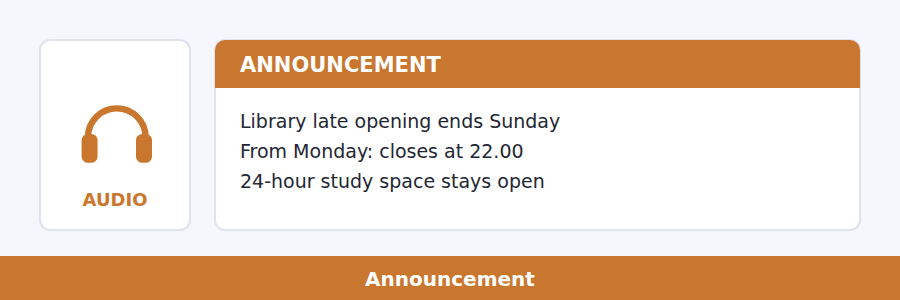 AUDIO
ANNOUNCEMENT
Library late opening ends Sunday
From Monday: closes at 22.00
24-hour study space stays open
Announcement